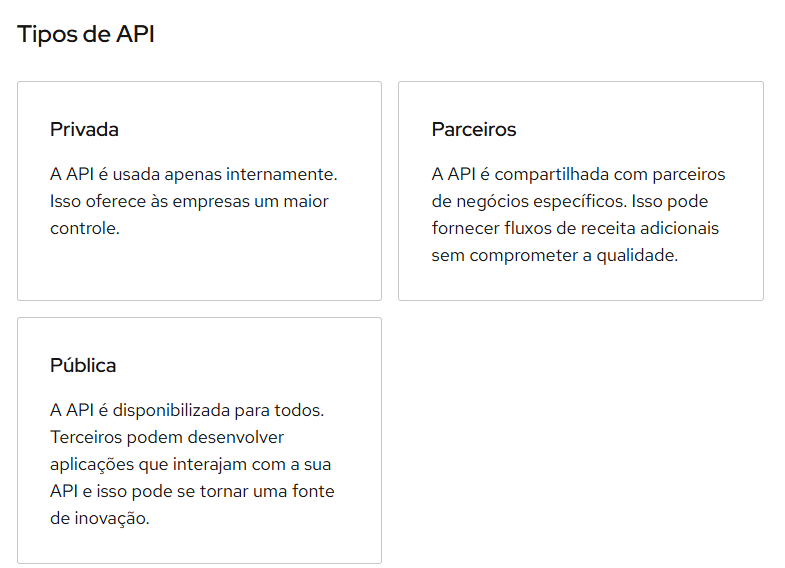 Tipos de API
Privada
A API é usada apenas internamente.
Isso oferece às empresas um maior
controle.
Parceiros
A API é compartilhada com parceiros
de negócios específicos. Isso pode
fornecer fluxos de receita adicionais
sem comprometer a qualidade.
Pública
A API é disponibilizada para todos.
Terceiros podem desenvolver
aplicações que interajam com a sua
API e isso pode se tornar uma fonte
de inovação.